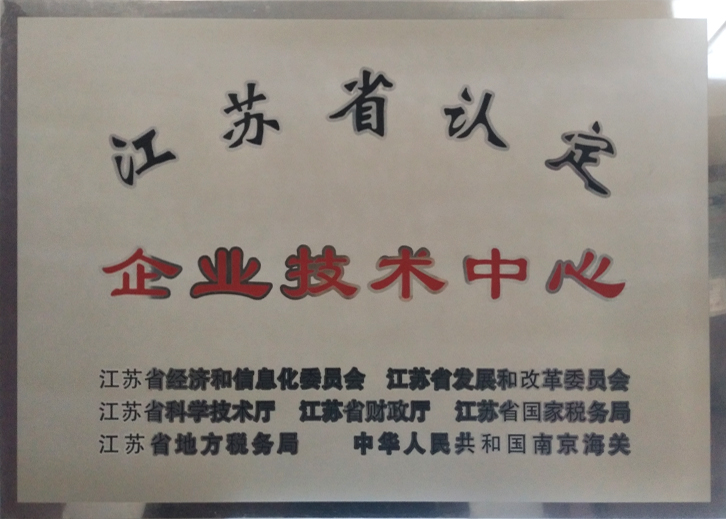 江苏省认定
企业技术中心
江苏省经济和信息化委员会 江苏省发展和改革委员会
江苏省科学技术厅 江苏省财政厅 江苏省国家税务局
江苏省地方税务局 中华人民共和国南京海关